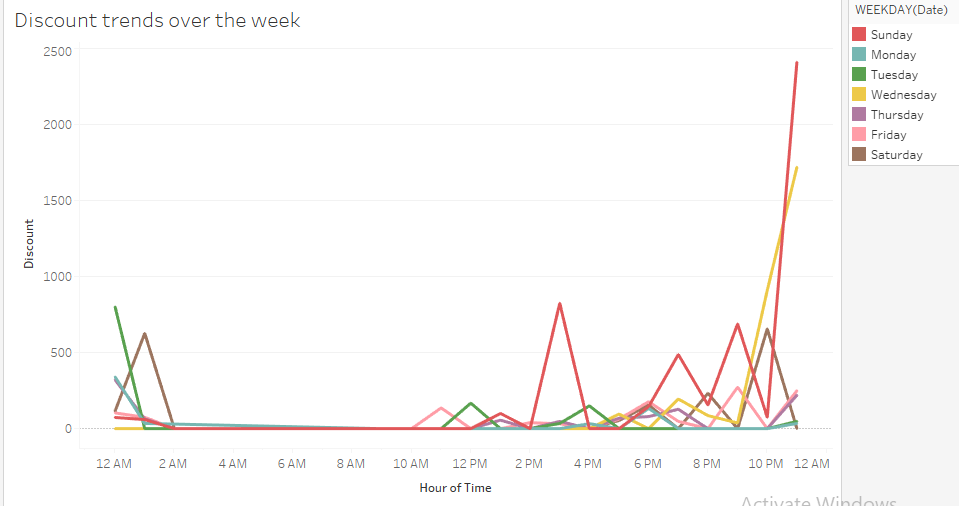 Discount trends over the week
WEEKDAY(Date)
Sunday
Monday
Tuesday
Wednesday
Thursday
Friday
Saturday
2500
2000
1500
1000
500
0
Discount
12 AM 2 AM 4 AM 6 AM 8 AM 10 AM 12 PM 2 PM 4 PM 6 PM 8 PM 10 PM 12 AM
Hour of Time
Activate Windows